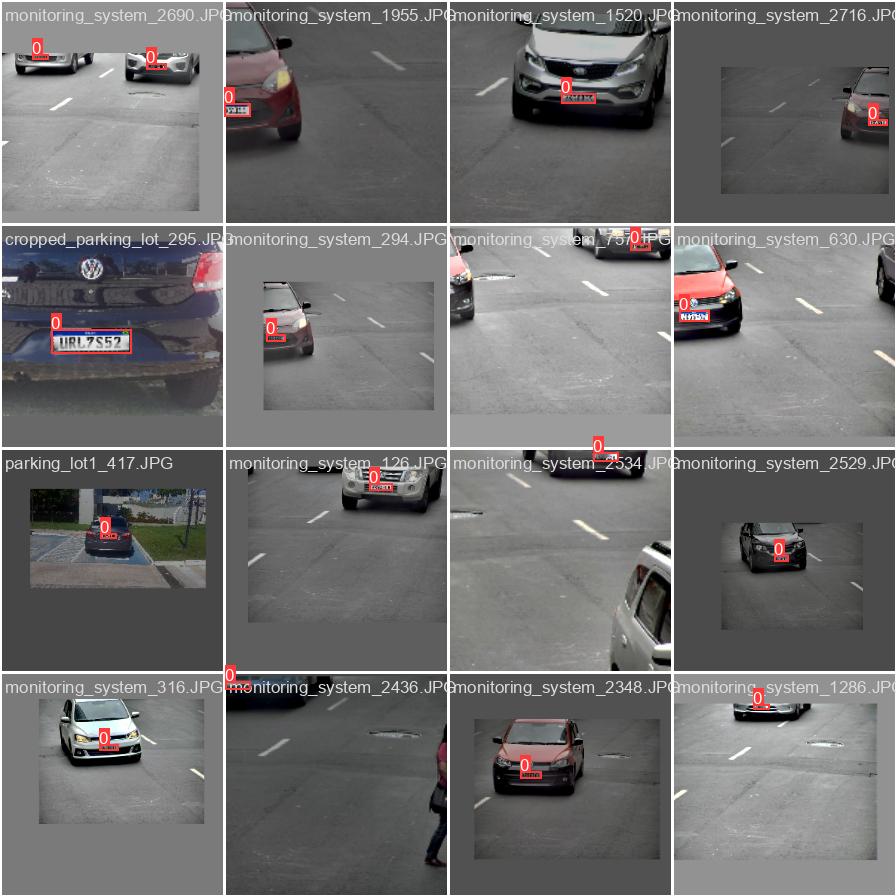 monitoring_system_2690.JPG
monitoring_system_1955.JPG
monitoring_system_1520.JPG
monitoring_system_2716.JPG
0
0
0
0
0
cropped_parking_lot_295.JPG
monitoring_system_294.JPG
monitoring_system_757.JPG
monitoring_system_630.JPG
0
0
0
0
URL7S52
parking_lot1_417.JPG
monitoring_system_126.JPG
monitoring_system_2534.JPG
monitoring_system_2529.JPG
0
0
0
0
monitoring_system_316.JPG
monitoring_system_2436.JPG
monitoring_system_2348.JPG
monitoring_system_1286.JPG
0
0
0
0